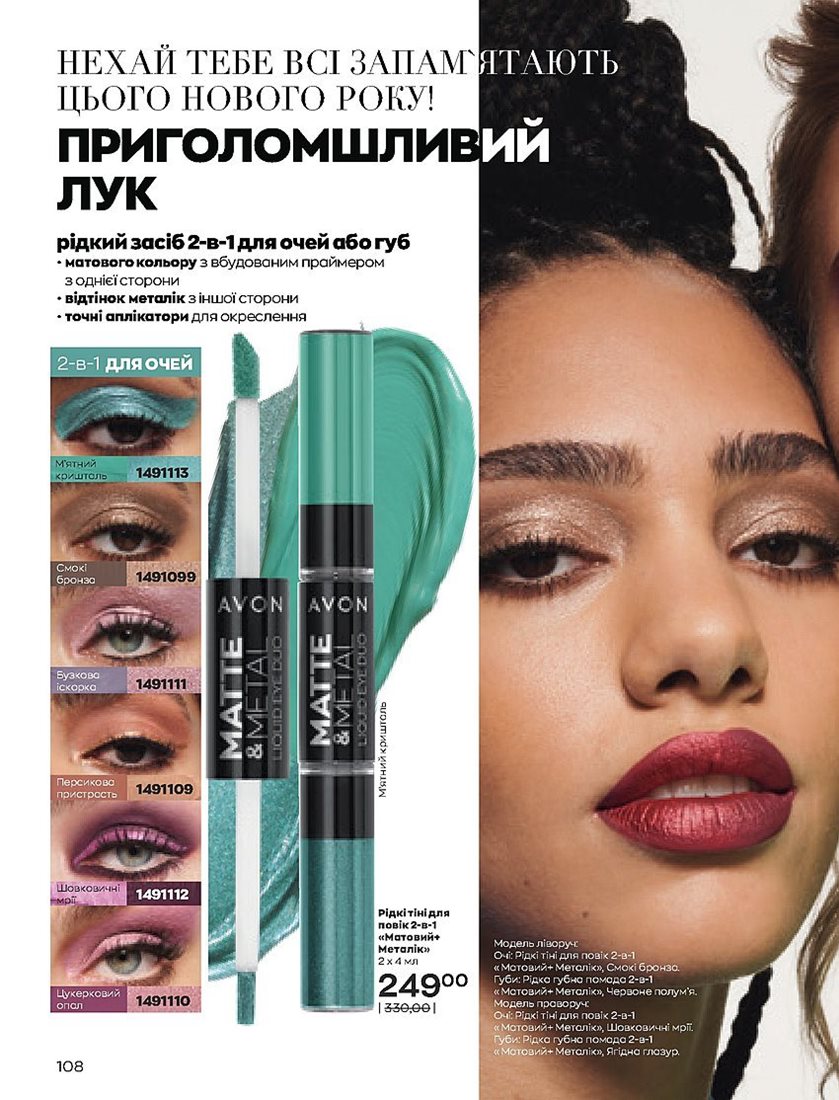 НЕХАЙ ТЕБЕ ВСІ ЗАПАМ`ЯТАЮТЬ
ЦЬОГО НОВОГО РОКУ!
ПРИГОЛОМШЛИВИЙ
ЛУК
рідкий засіб 2-в-1 для очей або губ
• матового кольору з вбудованим праймером
з однієї сторони
• відтінок металік з іншої сторони
• точні аплікатори для окреслення
2-в-1 ДЛЯ ОЧЕЙ
М'ятний
кришталь 1491113
Смокі
бронза 1491099
Бузкова
іскорка 1491111
Персикова
пристрасть 1491109
Шовковичні
мрії 1491112
Цукерковий
опал 1491110
AVON
MATTE
& METAL
LIQUID EYE DUO
AVON
MATTE
& METAL
LIQUID EYE DUO
М'ятний кришталь
Рідкі тіні для
повік 2-в-1
«Матовий+
Металік»
2 х 4 мл
249⁰⁰
| 330,00 |
Модель ліворуч:
Очі: Рідкі тіні для повік 2-в-1
«Матовий+ Металік», Смокі бронза.
Губи: Рідка губна помада 2-в-1
«Матовий+ Металік», Червоне полум'я.
Модель праворуч:
Очі: Рідкі тіні для повік 2-в-1
«Матовий+ Металік», Шовковичні мрії.
Губи: Рідка губна помада 2-в-1
«Матовий+ Металік», Ягідна глазур.
108